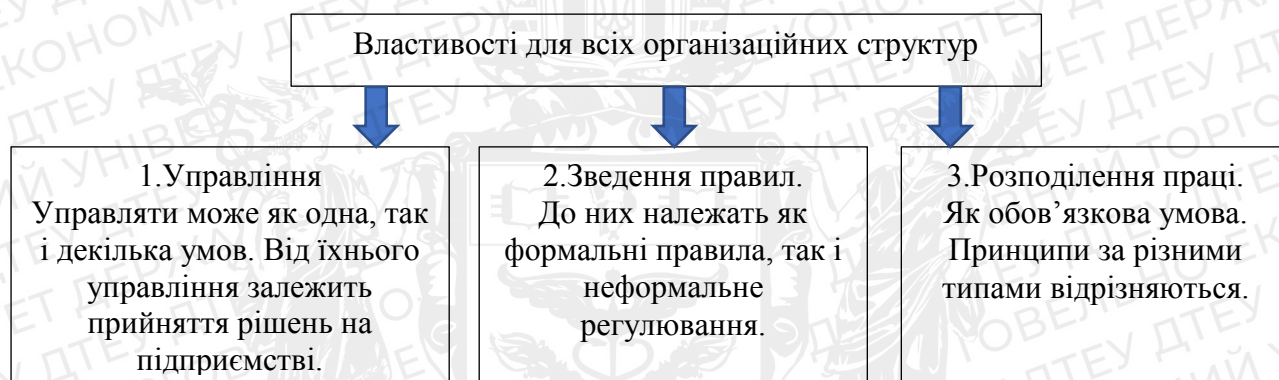 Властивості для всіх організаційних структур
1.Управління
Управляти може як одна, так
і декілька умов. Від їхнього
управління залежить
прийняття рішень на
підприємстві.
2.Зведення правил.
До них належать як
формальні правила, так і
неформальне
регулювання.
3.Розподілення праці.
Як обов’язкова умова.
Принципи за різними
типами відрізняються.